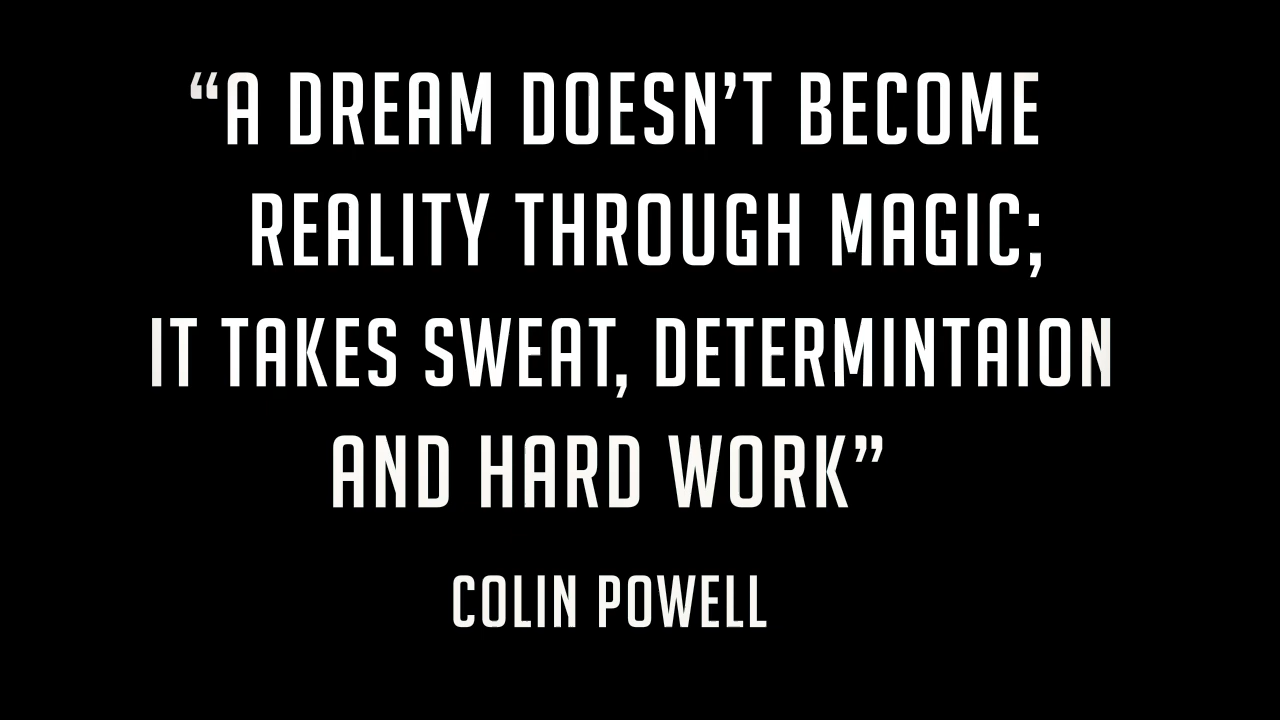 “A DREAM DOESN’T BECOME
REALITY THROUGH MAGIC;
IT TAKES SWEAT, DETERMINTAION
AND HARD WORK”
COLIN POWELL